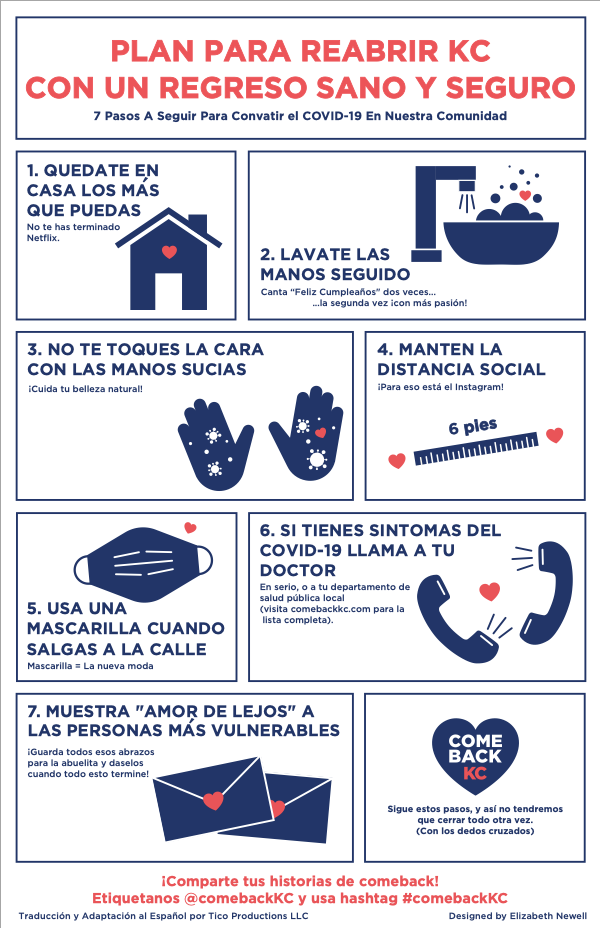 PLAN PARA REABRIR KC
CON UN REGRESO SANO Y SEGURO
7 Pasos A Seguir Para Convatir el COVID-19 En Nuestra Comunidad
1. QUEDATE EN
CASA LOS MÁS
QUE PUEDAS
No te has terminado
Netflix.
2. LAVATE LAS
MANOS SEGUIDO
Canta “Feliz Cumpleaños” dos veces...
...la segunda vez ¡con más pasión!
3. NO TE TOQUES LA CARA
CON LAS MANOS SUCIAS
¡Cuida tu belleza natural!
4. MANTEN LA
DISTANCIA SOCIAL
¡Para eso está el Instagram!
6 pies
5. USA UNA
MASCARILLA CUANDO
SALGAS A LA CALLE
Mascarilla = La nueva moda
6. SI TIENES SINTOMAS DEL
COVID-19 LLAMA A TU
DOCTOR
En serio, o a tu departamento de
salud pública local
(visita comebackkc.com para la
lista completa).
7. MUESTRA "AMOR DE LEJOS" A
LAS PERSONAS MÁS VULNERABLES
¡Guarda todos esos abrazos
para la abuelita y daselos
cuando todo esto termine!
COME
BACK
KC
Sigue estos pasos, y así no tendremos
que cerrar todo otra vez.
(Con los dedos cruzados)
¡Comparte tus historias de comeback!
Etiquetanos @comebackKC y usa hashtag #comebackKC
Traducción y Adaptación al Español por Tico Productions LLC
Designed by Elizabeth Newell